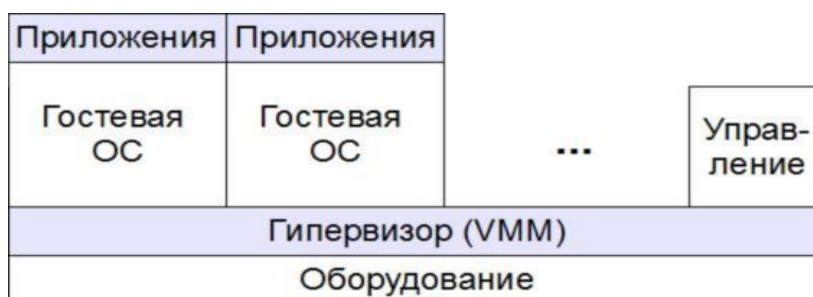 Приложения Приложения
Гостевая
ОС
Гостевая
ОС
...
Управ-
ление
Гипервизор (VMM)
Оборудование